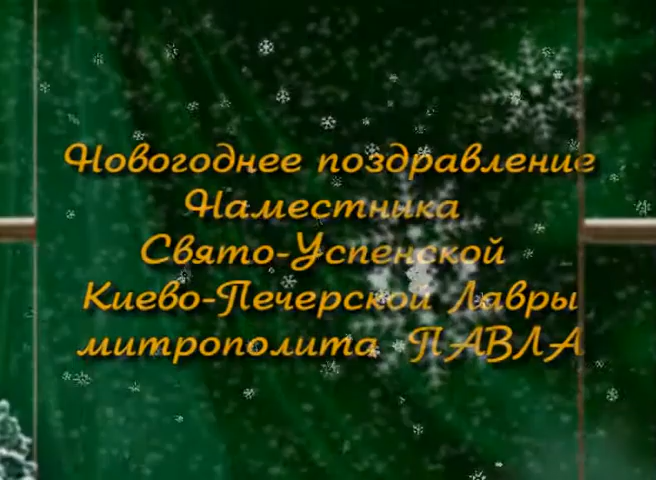 Новогоднее поздравление
Наместника
Свято-Успенской
Киево-Печерской Лавры
митрополита ПАВЛА